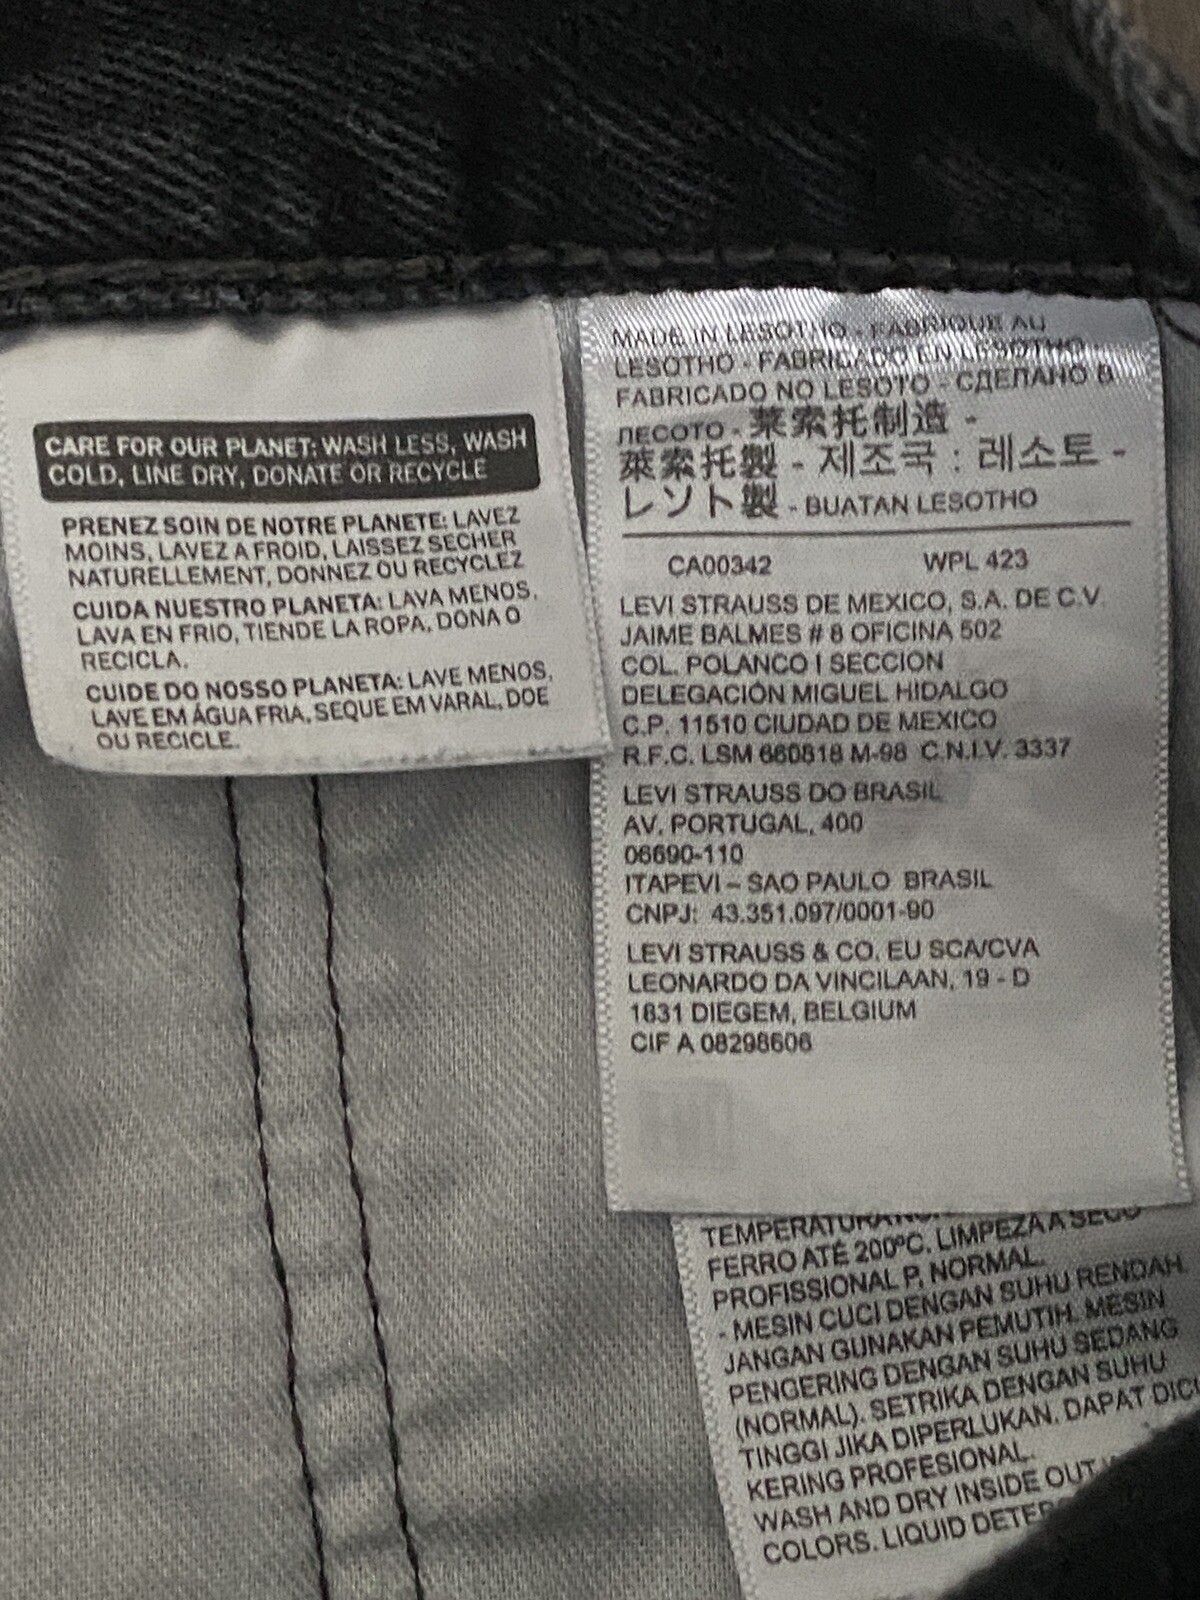 CARE FOR OUR PLANET: WASH LESS, WASH
COLD, LINE DRY, DONATE OR RECYCLE
PRENEZ SOIN DE NOTRE PLANETE: LAVEZ
MOINS, LAVEZ A FROID, LAISSEZ SECHER
NATURELLEMENT, DONNEZ OU RECYCLEZ
CUIDA NUESTRO PLANETA: LAVA MENOS,
LAVA EN FRIO, TIENDE LA ROPA, DONA O
RECICLA.
CUIDE DO NOSSO PLANETA: LAVE MENOS,
LAVE EM ÁGUA FRIA, SEQUE EM VARAL, DOE
OU RECICLE.
MADE IN LESOTHO - FABRIQUE AU
LESOTHO - FABRICADO EN LESOTHO
FABRICADO NO LESOTO - СДЕЛАНО В
ЛЕСОТО - 莱索托制造 -
萊索托製 - 제조국 : 레소토 -
レソト製 - BUATAN LESOTHO
CA00342 WPL 423
LEVI STRAUSS DE MEXICO, S.A. DE C.V.
JAIME BALMES # 8 OFICINA 502
COL. POLANCO I SECCION
DELEGACIÓN MIGUEL HIDALGO
C.P. 11510 CIUDAD DE MEXICO
R.F.C. LSM 660818 M-98 C.N.I.V. 3337
LEVI STRAUSS DO BRASIL
AV. PORTUGAL, 400
06690-110
ITAPEVI – SAO PAULO BRASIL
CNPJ: 43.351.097/0001-90
LEVI STRAUSS & CO. EU SCA/CVA
LEONARDO DA VINCILAAN, 19 - D
1831 DIEGEM, BELGIUM
CIF A 08298606
TEMPERATURA
FERRO ATÉ 200ºC. LIMPEZA A SECO
PROFISSIONAL P, NORMAL.
- MESIN CUCI DENGAN SUHU RENDAH.
JANGAN GUNAKAN PEMUTIH. MESIN
PENGERING DENGAN SUHU SEDANG
(NORMAL). SETRIKA DENGAN SUHU
TINGGI JIKA DIPERLUKAN. DAPAT
KERING PROFESIONAL.
WASH AND DRY INSIDE OUT
COLORS. LIQUID